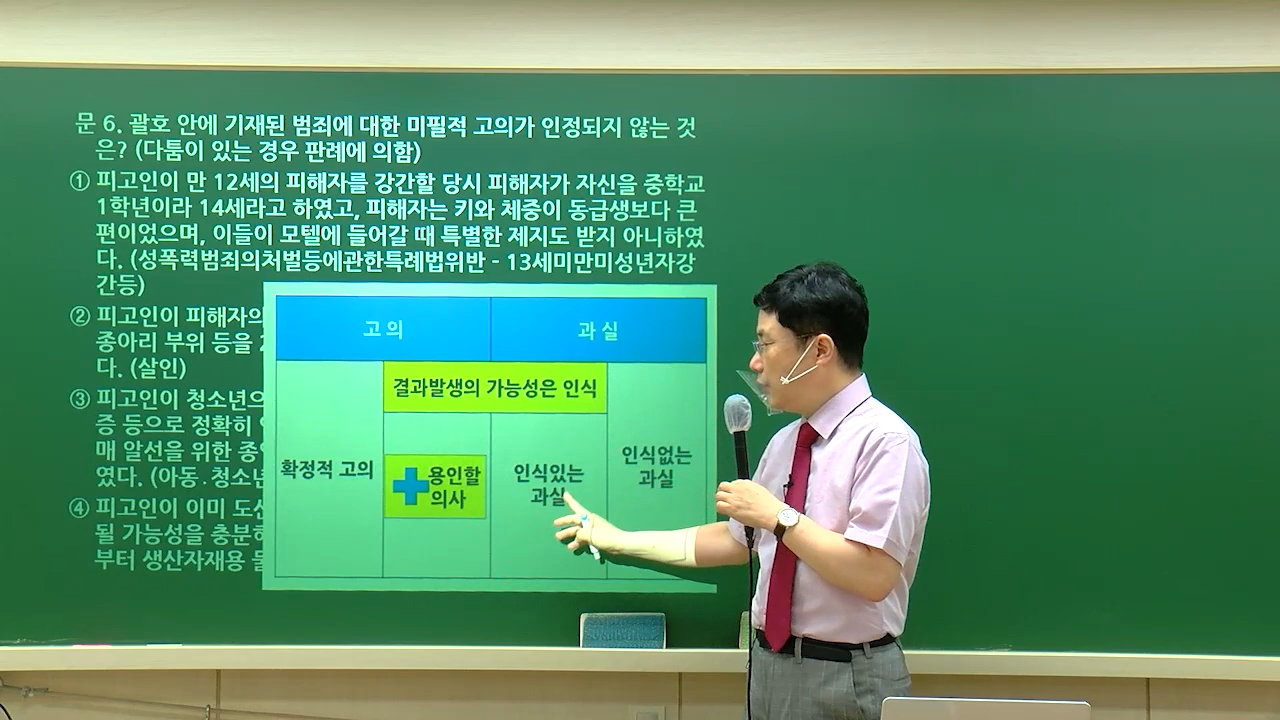 문 6. 괄호 안에 기재된 범죄에 대한 미필적 고의가 인정되지 않는 것
은? (다툼이 있는 경우 판례에 의함)
① 피고인이 만 12세의 피해자를 강간할 당시 피해자가 자신을 중학교
1학년이라 14세라고 하였고, 피해자는 키와 체중이 동급생보다 큰
편이었으며, 이들이 모텔에 들어갈 때 특별한 제지도 받지 아니하였
다. (성폭력범죄의처벌등에관한특례법위반 - 13세미만미성년자강
간등)
② 피고인이 피해자의
종아리 부위 등을
다. (살인)
③ 피고인이 청소년으
증 등으로 정확히
매 알선을 위한 종
였다. (아동·청소년
④ 피고인이 이미 도산
될 가능성을 충분히
부터 생산자재용 물
고 의
과 실
결과발생의 가능성은 인식
확정적 고의
용인할
의사
인식있는
과실
인식없는
과실